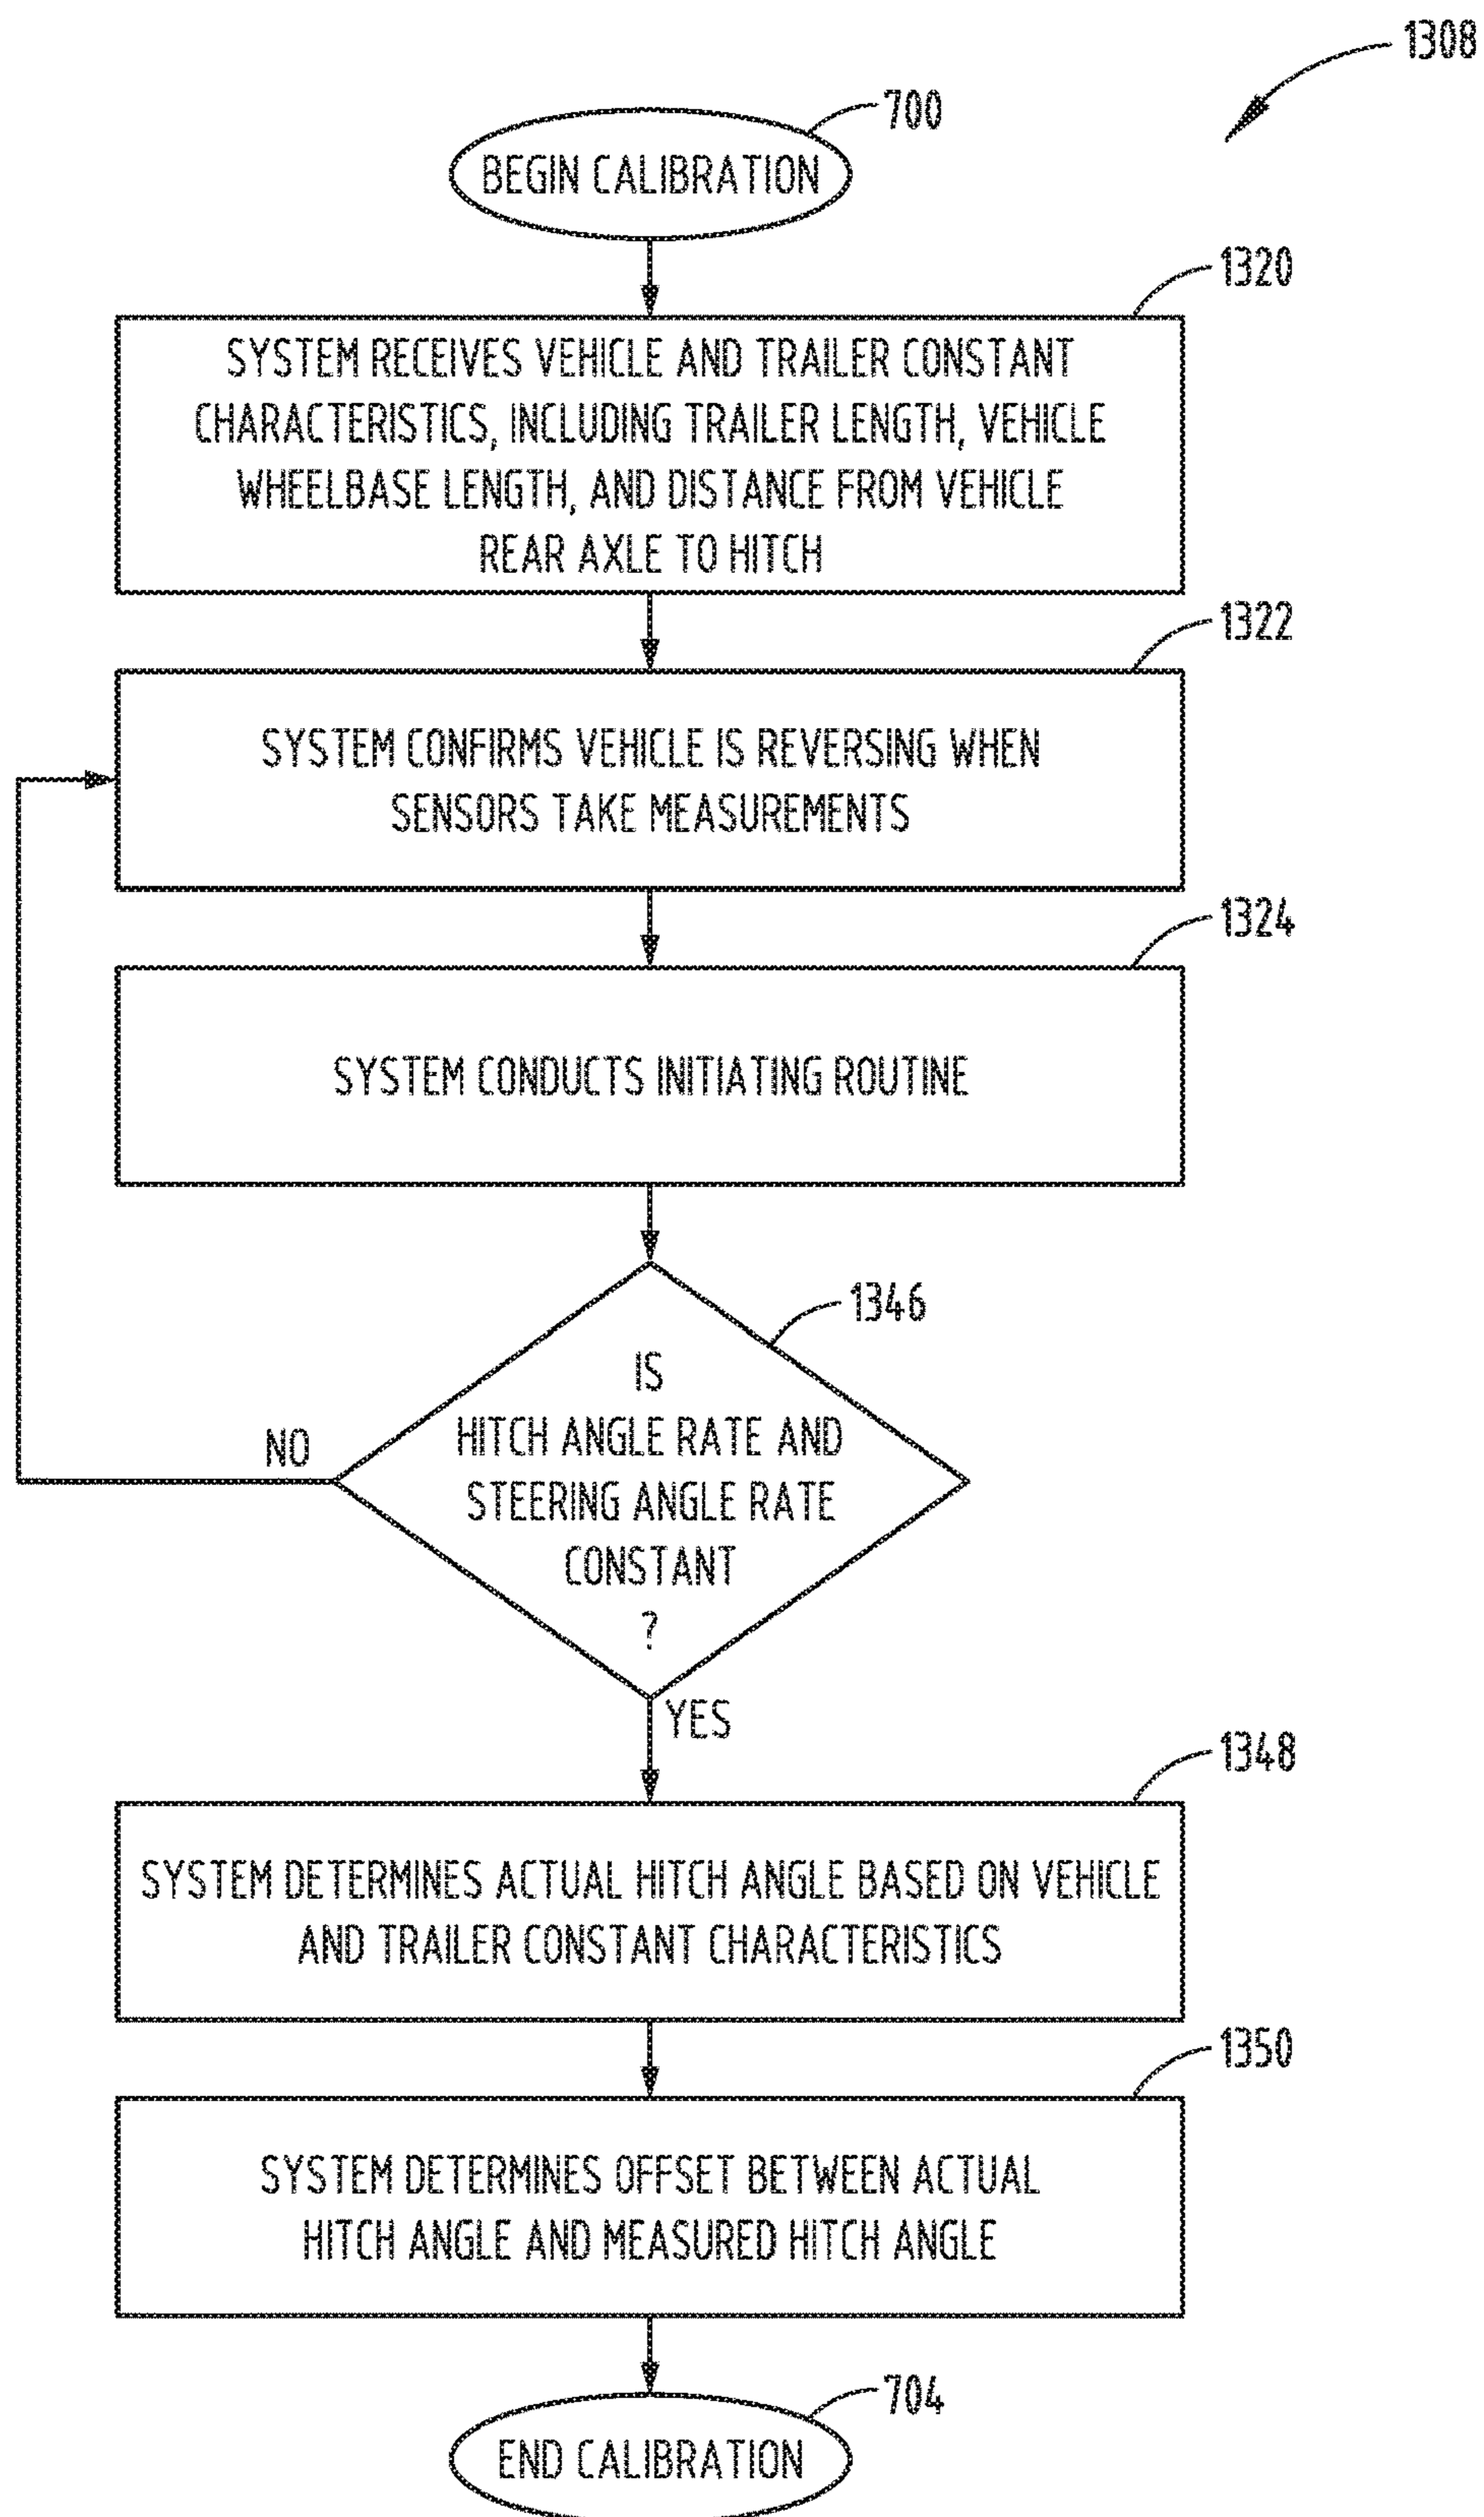 1308
700
BEGIN CALIBRATION
1320
SYSTEM RECEIVES VEHICLE AND TRAILER CONSTANT
CHARACTERISTICS, INCLUDING TRAILER LENGTH, VEHICLE
WHEELBASE LENGTH, AND DISTANCE FROM VEHICLE
REAR AXLE TO HITCH
1322
SYSTEM CONFIRMS VEHICLE IS REVERSING WHEN
SENSORS TAKE MEASUREMENTS
1324
SYSTEM CONDUCTS INITIATING ROUTINE
1346
IS
HITCH ANGLE RATE AND
STEERING ANGLE RATE
CONSTANT
?
NO
YES
1348
SYSTEM DETERMINES ACTUAL HITCH ANGLE BASED ON VEHICLE
AND TRAILER CONSTANT CHARACTERISTICS
1350
SYSTEM DETERMINES OFFSET BETWEEN ACTUAL
HITCH ANGLE AND MEASURED HITCH ANGLE
704
END CALIBRATION